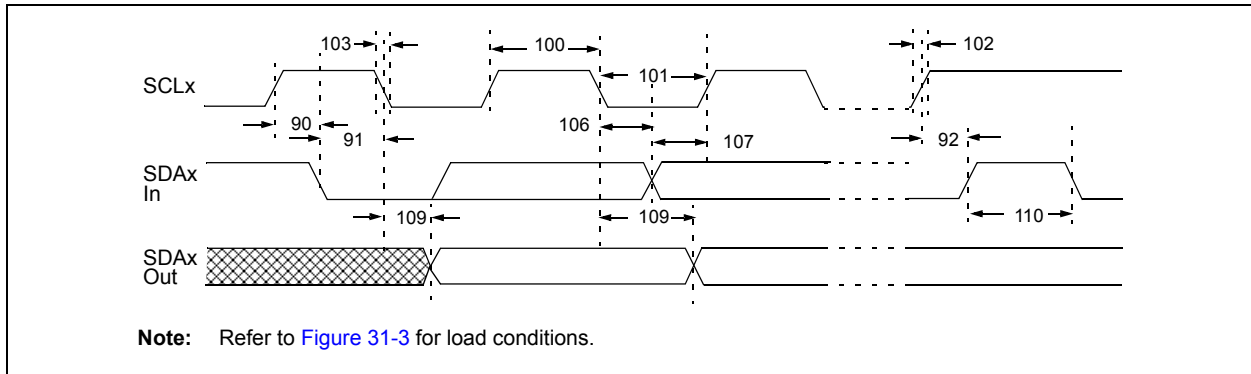 103
100
102
SCLx
101
90
91
106
107
92
SDAx
In
109
109
110
SDAx
Out
Note: Refer to Figure 31-3 for load conditions.